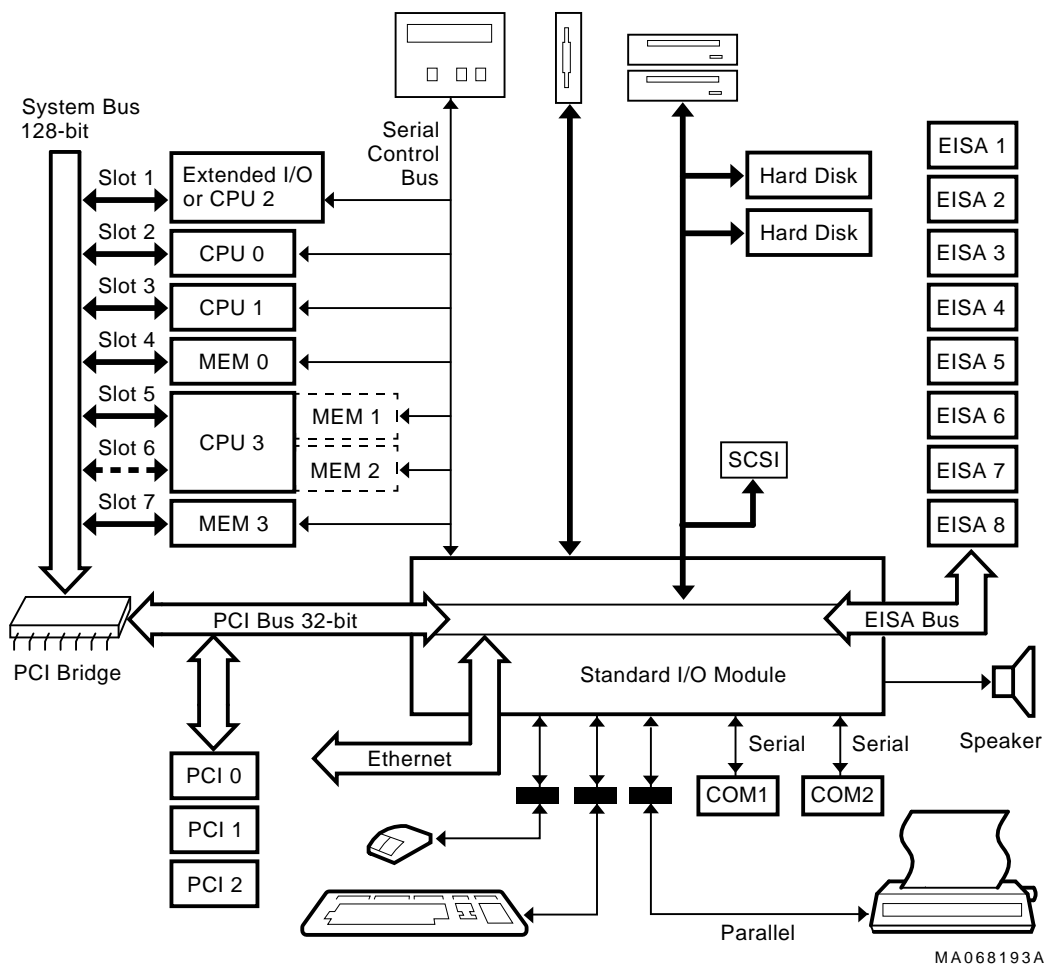 System Bus
128-bit
Serial
Control
Bus
Slot 1
Extended I/O
or CPU 2
Slot 2
CPU 0
Slot 3
CPU 1
Slot 4
MEM 0
Slot 5
CPU 3
MEM 1
Slot 6
MEM 2
Slot 7
MEM 3
Hard Disk
Hard Disk
SCSI
EISA 1
EISA 2
EISA 3
EISA 4
EISA 5
EISA 6
EISA 7
EISA 8
PCI Bus 32-bit
EISA Bus
PCI Bridge
Standard I/O Module
Ethernet
Serial
Serial
Speaker
PCI 0
PCI 1
PCI 2
COM1
COM2
Parallel
MA068193A